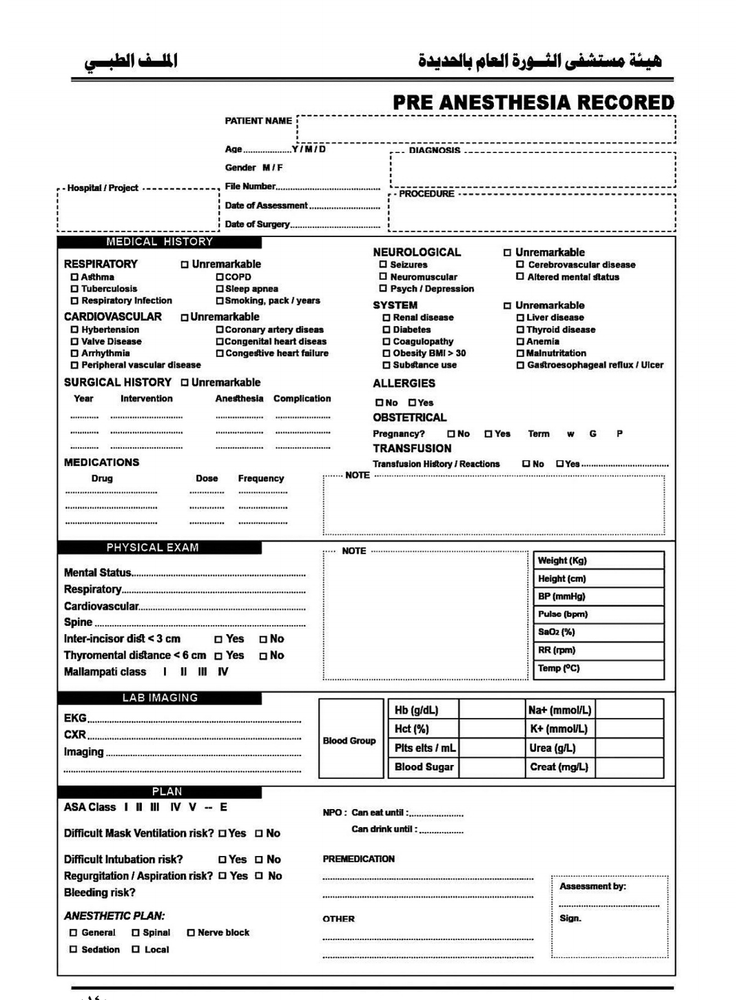 هيئة مستشفى الثورة العام بالحديدة
الملف الطبي
PRE ANESTHESIA RECORED
PATIENT NAME
Age....................Y / M / D
DIAGNOSIS
Gender M / F
Hospital / Project
File Number..........................................
PROCEDURE
Date of Assessment............................
Date of Surgery....................................
MEDICAL HISTORY
RESPIRATORY ☐ Unremarkable
☐ Asthma ☐ COPD
☐ Tuberculosis ☐ Sleep apnea
☐ Respiratory Infection ☐ Smoking, pack / years
CARDIOVASCULAR ☐ Unremarkable
☐ Hybertension ☐ Coronary artery diseas
☐ Valve Disease ☐ Congenital heart diseas
☐ Arrhythmia ☐ Congestive heart failure
☐ Peripheral vascular disease
SURGICAL HISTORY ☐ Unremarkable
Year Intervention Anesthesia Complication
MEDICATIONS
Drug Dose Frequency
NEUROLOGICAL ☐ Unremarkable
☐ Seizures ☐ Cerebrovascular disease
☐ Neuromuscular ☐ Altered mental status
☐ Psych / Depression
SYSTEM ☐ Unremarkable
☐ Renal disease ☐ Liver disease
☐ Diabetes ☐ Thyroid disease
☐ Coagulopathy ☐ Anemia
☐ Obesity BMI > 30 ☐ Malnutritation
☐ Substance use ☐ Gastroesophageal reflux / Ulcer
ALLERGIES
☐ No ☐ Yes
OBSTETRICAL
Pregnancy? ☐ No ☐ Yes Term w G P
TRANSFUSION
Transfusion History / Reactions ☐ No ☐ Yes...................................
NOTE
PHYSICAL EXAM
Mental Status......................................................................
Respiratory..........................................................................
Cardiovascular...................................................................
Spine.....................................................................................
Inter-incisor dist < 3 cm ☐ Yes ☐ No
Thyromental distance < 6 cm ☐ Yes ☐ No
Mallampati class I II III IV
NOTE
Weight (Kg)
Height (cm)
BP (mmHg)
Pulse (bpm)
SaO2 (%)
RR (rpm)
Temp (ºC)
LAB IMAGING
EKG......................................................................................
CXR......................................................................................
Imaging................................................................................
Blood Group
Hb (g/dL) Na+ (mmol/L)
Hct (%) K+ (mmol/L)
Plts elts / mL Urea (g/L)
Blood Sugar Creat (mg/L)
PLAN
ASA Class I II III IV V -- E
Difficult Mask Ventilation risk? ☐ Yes ☐ No
Difficult Intubation risk? ☐ Yes ☐ No
Regurgitation / Aspiration risk? ☐ Yes ☐ No
Bleeding risk?
ANESTHETIC PLAN:
☐ General ☐ Spinal ☐ Nerve block
☐ Sedation ☐ Local
NPO : Can eat until :......................
Can drink until :..................
PREMEDICATION
OTHER
Assessment by:
Sign.